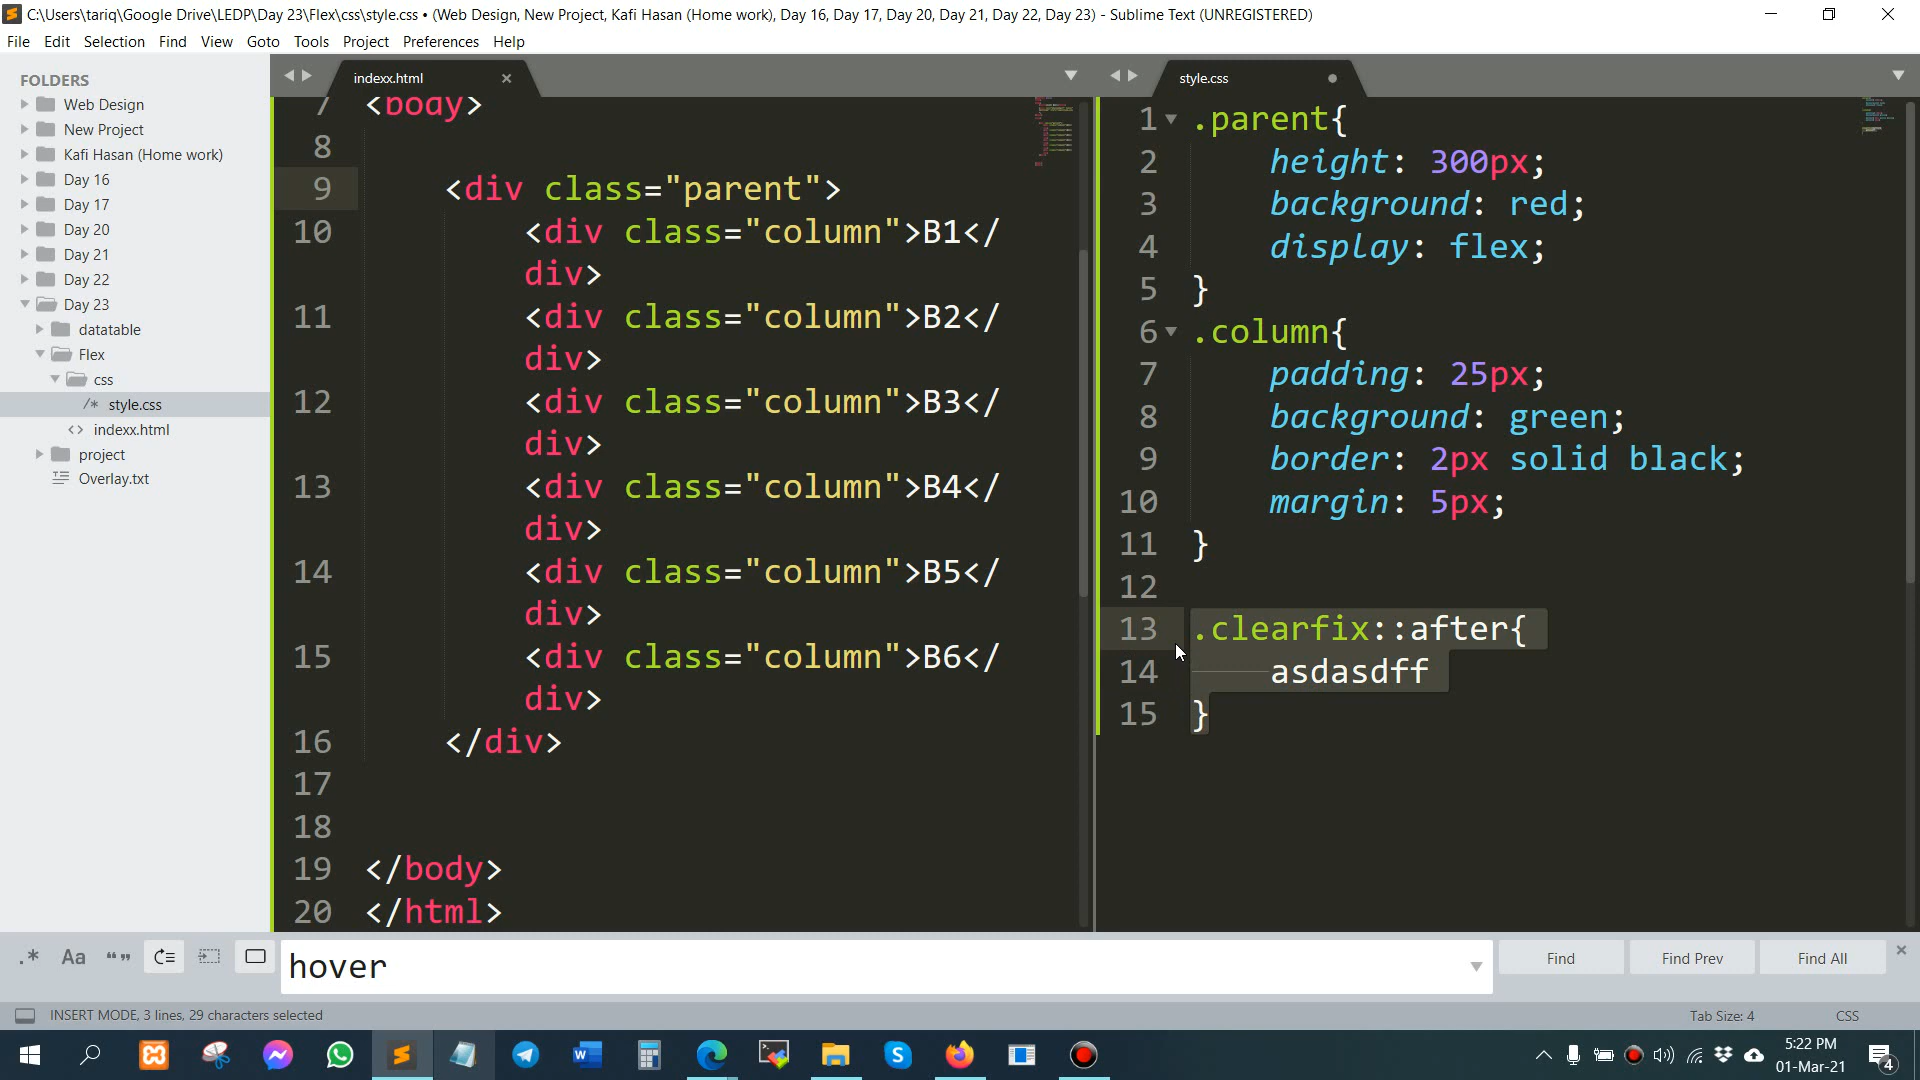 C:\Users\tariq\Google Drive\LEDP\Day 23\Flex\css\style.css • (Web Design, New Project, Kafi Hasan (Home work), Day 16, Day 17, Day 20, Day 21, Day 22, Day 23) - Sublime Text (UNREGISTERED)
File Edit Selection Find View Goto Tools Project Preferences Help
FOLDERS
Web Design
New Project
Kafi Hasan (Home work)
Day 16
Day 17
Day 20
Day 21
Day 22
Day 23
datatable
Flex
css
/* style.css
<> indexx.html
project
Overlay.txt
indexx.html
7 <body>
8
9 <div class="parent">
10 <div class="column">B1</
div>
11 <div class="column">B2</
div>
12 <div class="column">B3</
div>
13 <div class="column">B4</
div>
14 <div class="column">B5</
div>
15 <div class="column">B6</
div>
16 </div>
17
18
19 </body>
20 </html>
style.css
1 .parent{
2 height: 300px;
3 background: red;
4 display: flex;
5 }
6 .column{
7 padding: 25px;
8 background: green;
9 border: 2px solid black;
10 margin: 5px;
11 }
12
13 .clearfix::after{
14 asdasdff
15 }
.* Aa “” hover Find Find Prev Find All
INSERT MODE, 3 lines, 29 characters selected Tab Size: 4 CSS
5:22 PM
01-Mar-21
4